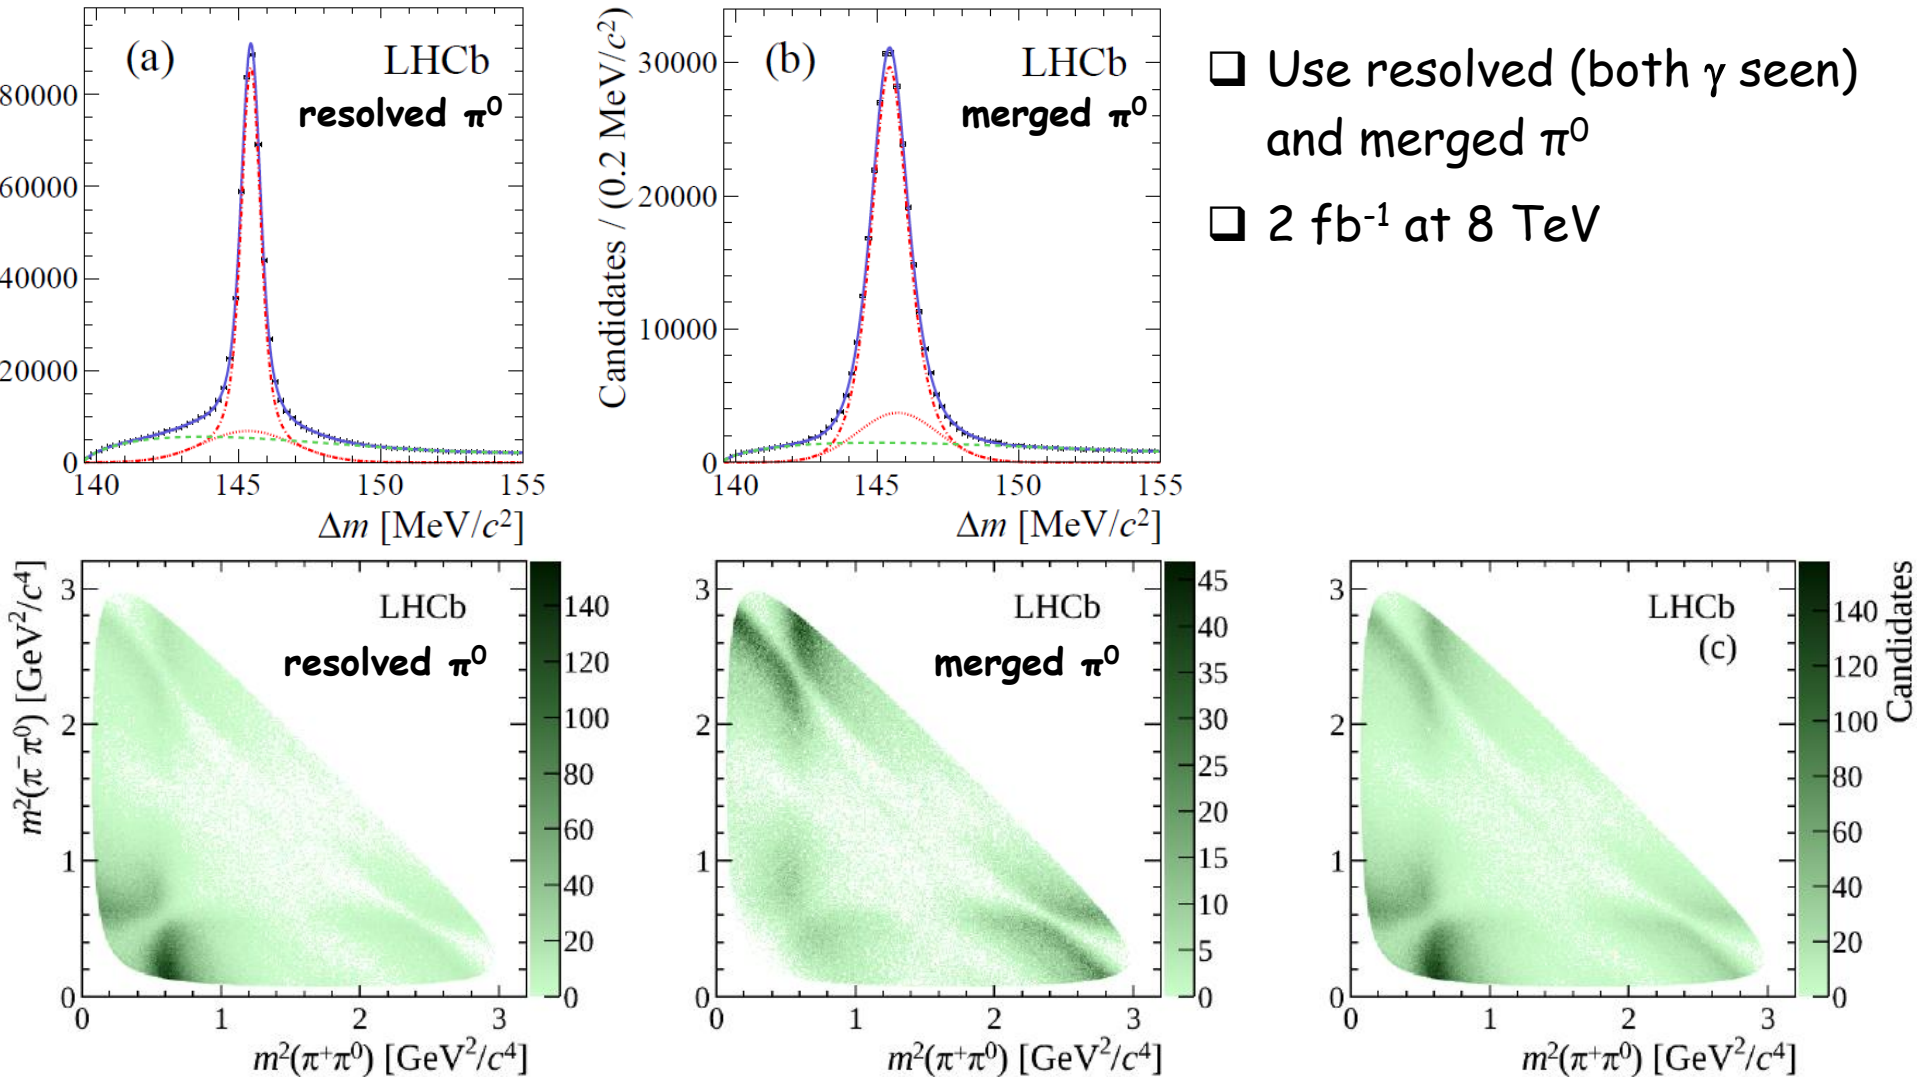 (a) LHCb
resolved π⁰
80000
60000
40000
20000
0
140 145 150 155
Δm [MeV/c²]
Candidates / (0.2 MeV/c²)
(b) LHCb
merged π⁰
30000
20000
10000
0
140 145 150 155
Δm [MeV/c²]
❑ Use resolved (both γ seen)
and merged π⁰
❑ 2 fb⁻¹ at 8 TeV
m²(π⁻π⁰) [GeV²/c⁴]
3
2
1
0
LHCb
resolved π⁰
0 1 2 3
m²(π⁺π⁰) [GeV²/c⁴]
140
120
100
80
60
40
20
0
3
2
1
0
LHCb
merged π⁰
0 1 2 3
m²(π⁺π⁰) [GeV²/c⁴]
45
40
35
30
25
20
15
10
5
0
3
2
1
0
LHCb
(c)
0 1 2 3
m²(π⁺π⁰) [GeV²/c⁴]
140
120
100
80
60
40
20
0
Candidates